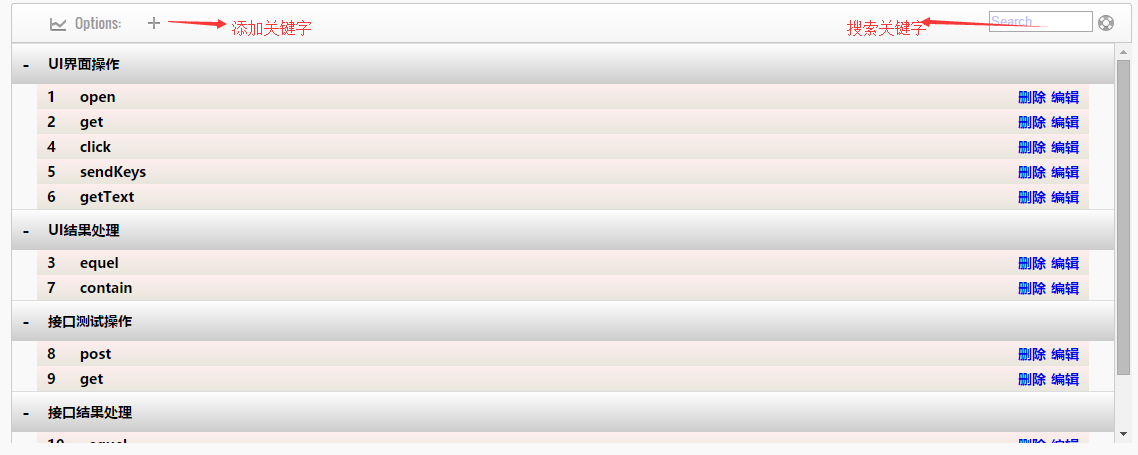 Options: + 添加关键字 搜索关键字 Search
- UI界面操作
1 open 删除 编辑
2 get 删除 编辑
4 click 删除 编辑
5 sendKeys 删除 编辑
6 getText 删除 编辑
- UI结果处理
3 equel 删除 编辑
7 contain 删除 编辑
- 接口测试操作
8 post 删除 编辑
9 get 删除 编辑
- 接口结果处理
10 equel 删除 编辑